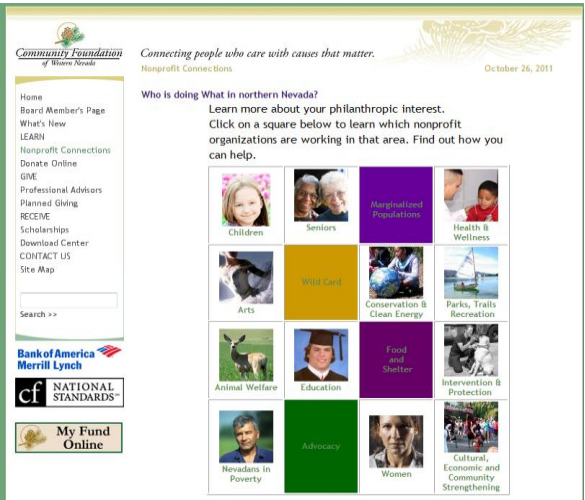 Community Foundation
of Western Nevada
Connecting people who care with causes that matter.
Nonprofit Connections
October 26, 2011
Home
Board Member's Page
What's New
LEARN
Nonprofit Connections
Donate Online
GIVE
Professional Advisors
Planned Giving
RECEIVE
Scholarships
Download Center
CONTACT US
Site Map
Search >>
Bank of America
Merrill Lynch
cf NATIONAL
STANDARDS™
My Fund
Online
Who is doing What in northern Nevada?
Learn more about your philanthropic interest.
Click on a square below to learn which nonprofit
organizations are working in that area. Find out how you
can help.
Children
Seniors
Marginalized
Populations
Health &
Wellness
Arts
Wild Card
Conservation &
Clean Energy
Parks, Trails
Recreation
Animal Welfare
Education
Food
and
Shelter
Intervention &
Protection
Nevadans in
Poverty
Advocacy
Women
Cultural,
Economic and
Community
Strengthening